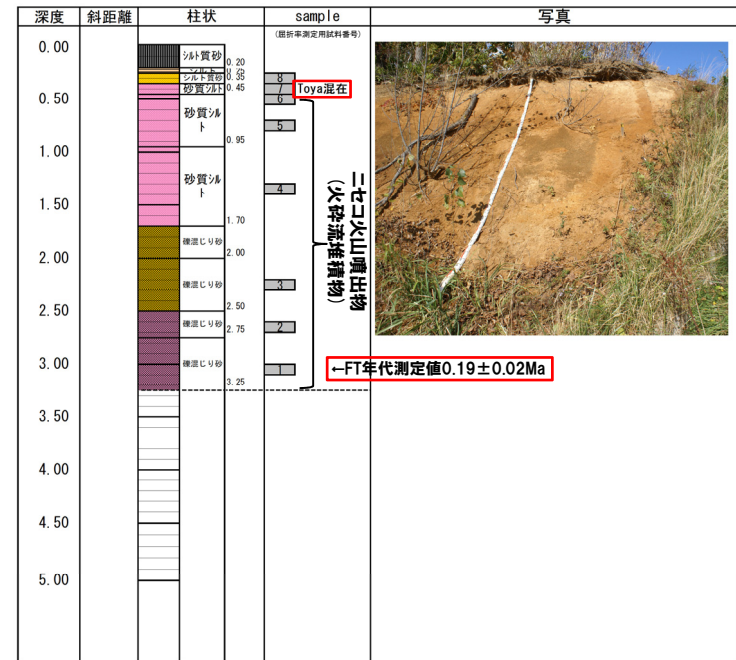 深度 斜距離 柱状 sample 写真
(屈折率測定用試料番号)
0.00
シルト質砂 0.20
シルト 0.25
シルト質砂 0.35 8
砂質シルト 0.45 7 Toya混在
0.50 6
砂質シルト 5
0.95
1.00
砂質シルト 4
1.50
1.70
礫混じり砂
2.00 2.00
礫混じり砂 3
2.50 2.50
礫混じり砂 2
2.75
3.00
礫混じり砂 1 ←FT年代測定値0.19±0.02Ma
3.25
ニセコ火山噴出物
(火砕流堆積物)
3.50
4.00
4.50
5.00